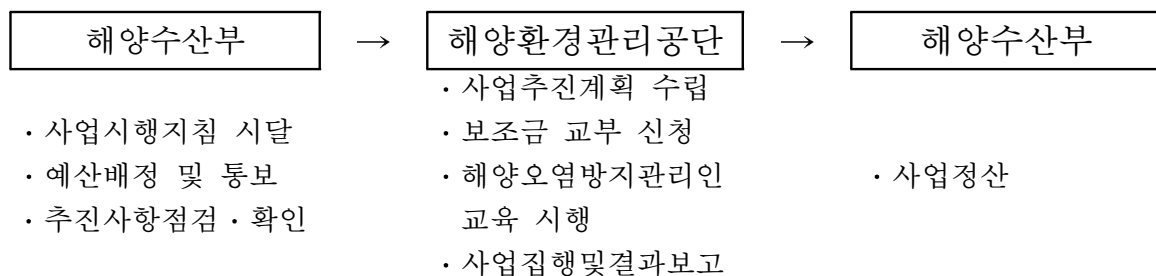 해양수산부 → 해양환경관리공단 → 해양수산부
· 사업시행지침 시달
· 예산배정 및 통보
· 추진사항점검 · 확인
· 사업추진계획 수립
· 보조금 교부 신청
· 해양오염방지관리인
교육 시행
· 사업집행및결과보고
· 사업정산